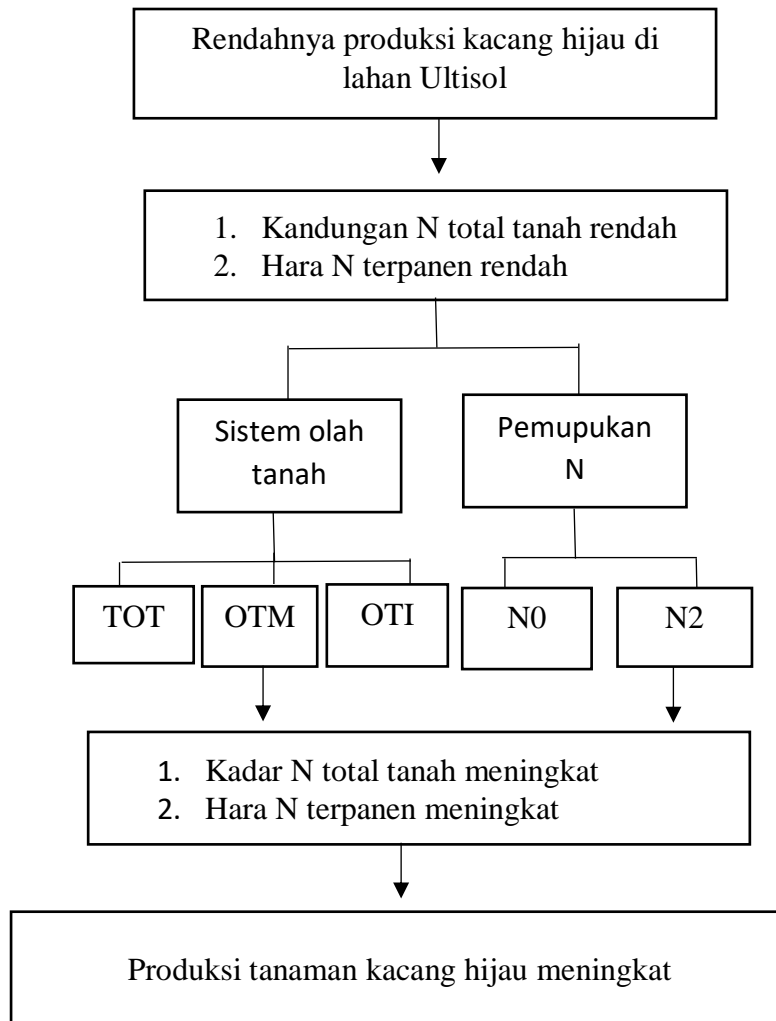 Rendahnya produksi kacang hijau di
lahan Ultisol
1. Kandungan N total tanah rendah
2. Hara N terpanen rendah
Sistem olah
tanah
Pemupukan
N
TOT
OTM
OTI
N0
N2
1. Kadar N total tanah meningkat
2. Hara N terpanen meningkat
Produksi tanaman kacang hijau meningkat